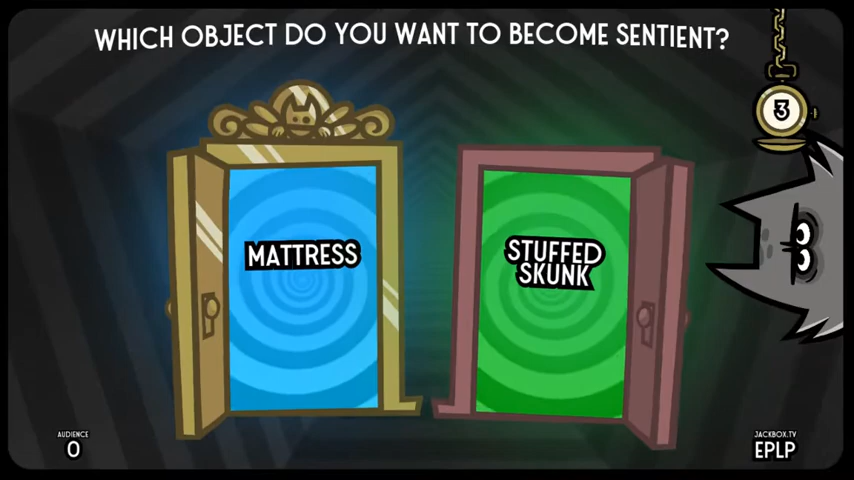 WHICH OBJECT DO YOU WANT TO BECOME SENTIENT?
3
MATTRESS
STUFFED
SKUNK
AUDIENCE
0
JACKBOX.TV
EPLP